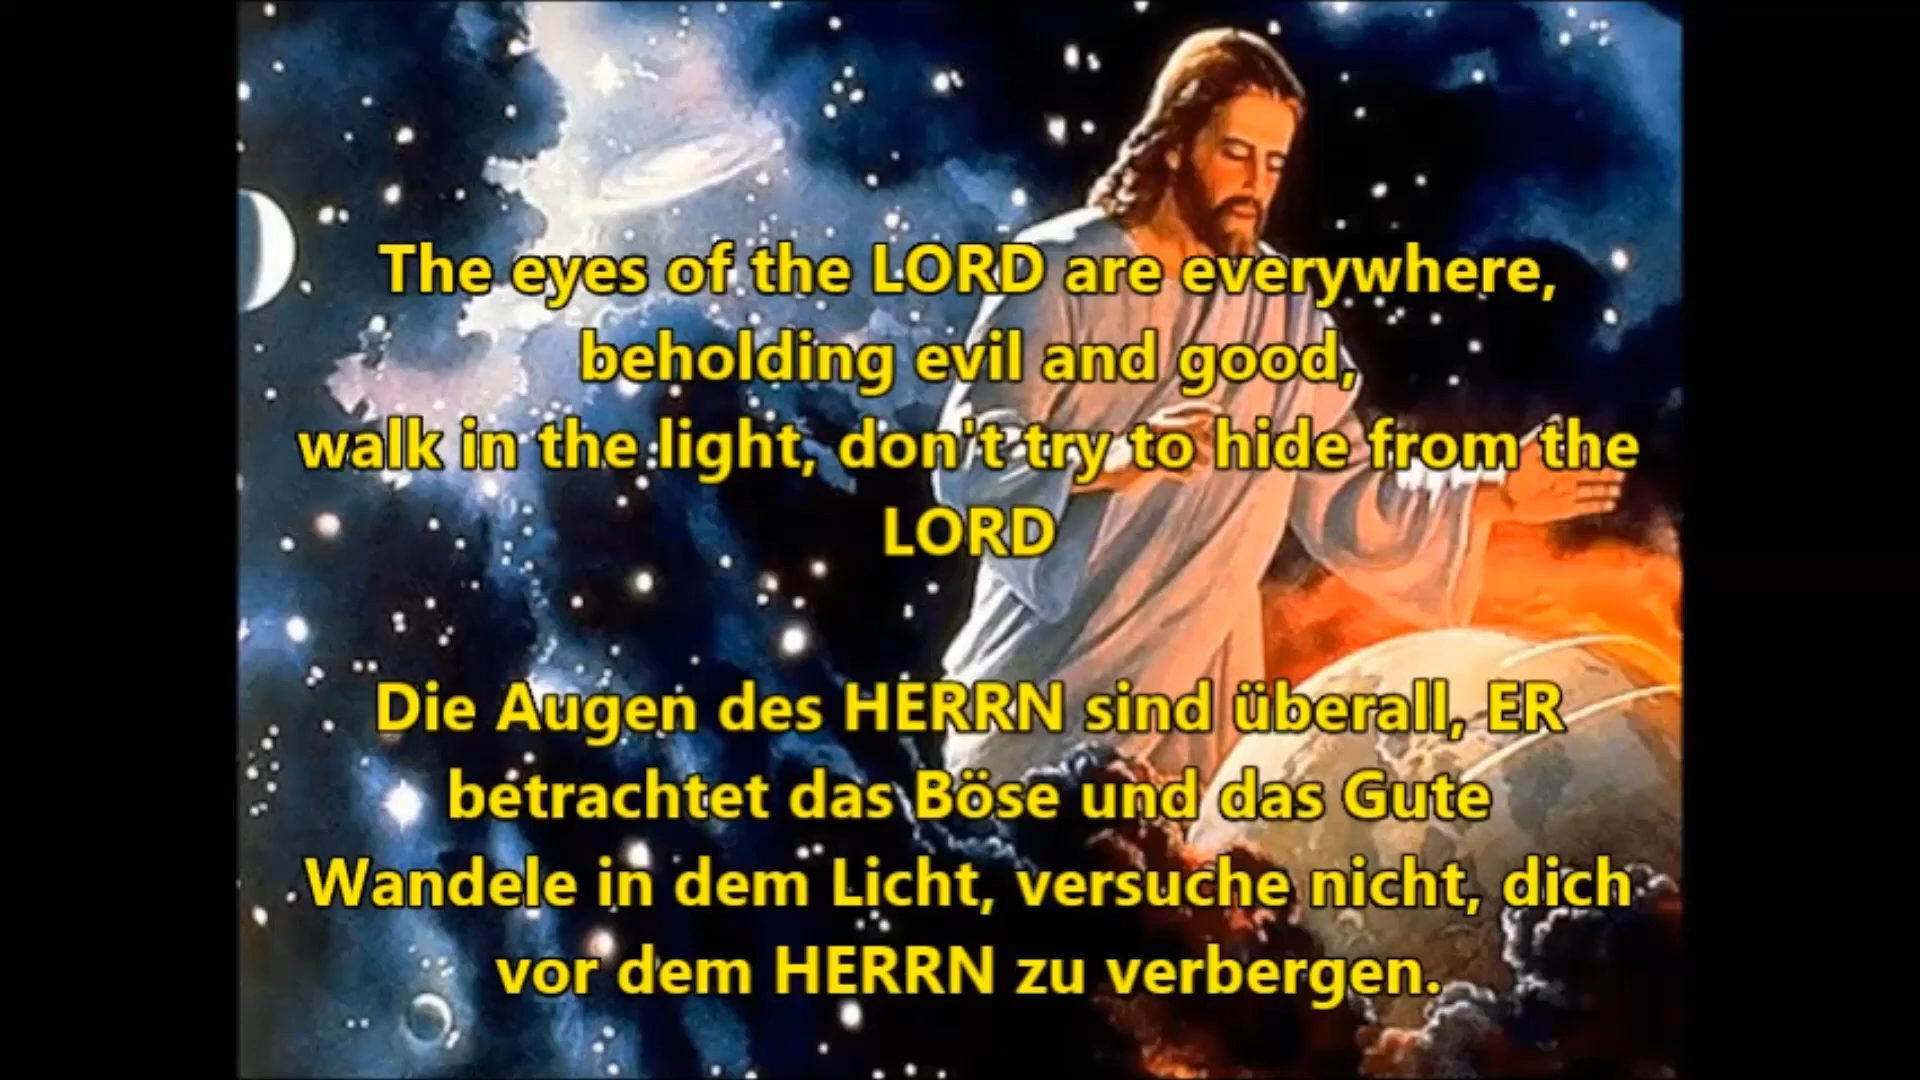 The eyes of the LORD are everywhere,
beholding evil and good,
walk in the light, don't try to hide from the
LORD
Die Augen des HERRN sind überall, ER
betrachtet das Böse und das Gute
Wandele in dem Licht, versuche nicht, dich
vor dem HERRN zu verbergen.